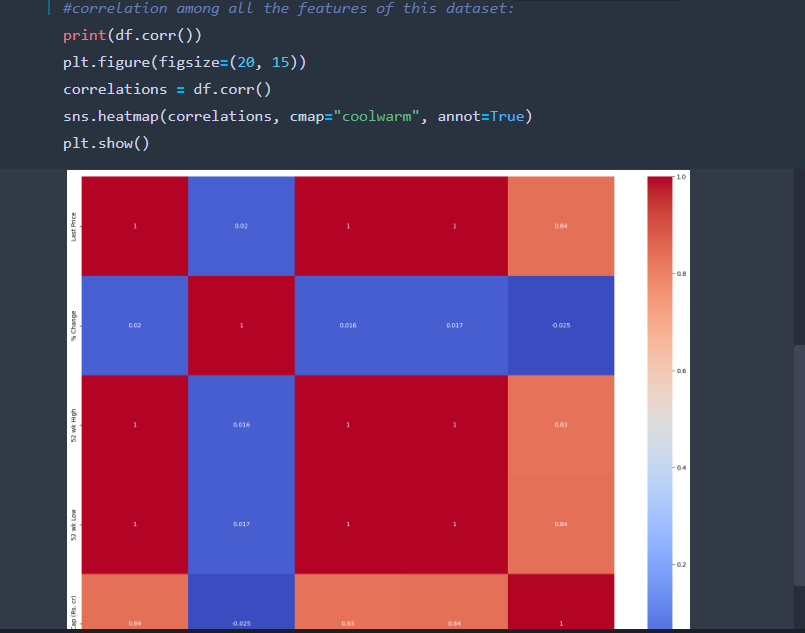 #correlation among all the features of this dataset:
print(df.corr())
plt.figure(figsize=(20, 15))
correlations = df.corr()
sns.heatmap(correlations, cmap="coolwarm", annot=True)
plt.show()
Last Price
1 0.02 1 1 0.84
% Change
0.02 1 0.016 0.017 -0.025
52 wk High
1 0.016 1 1 0.83
52 wk Low
1 0.017 1 1 0.84
(Rs. cr)
0.84 -0.025 0.83 0.84 1
1.0
0.8
0.6
0.4
0.2